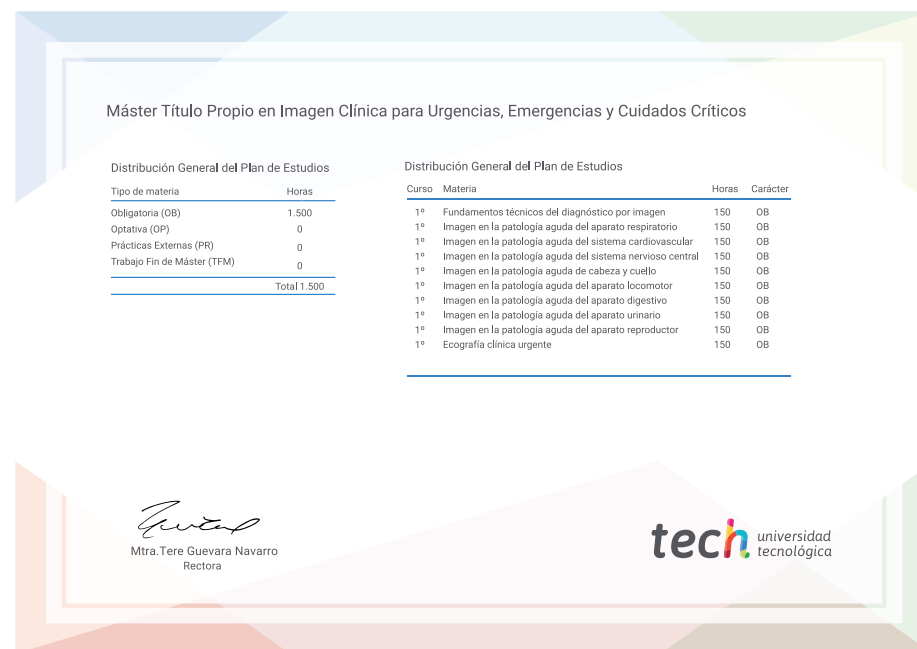 Máster Título Propio en Imagen Clínica para Urgencias, Emergencias y Cuidados Críticos
Distribución General del Plan de Estudios
Tipo de materia Horas
Obligatoria (OB) 1.500
Optativa (OP) 0
Prácticas Externas (PR) 0
Trabajo Fin de Máster (TFM) 0
Total 1.500
Distribución General del Plan de Estudios
Curso Materia Horas Carácter
1º Fundamentos técnicos del diagnóstico por imagen 150 OB
1º Imagen en la patología aguda del aparato respiratorio 150 OB
1º Imagen en la patología aguda del sistema cardiovascular 150 OB
1º Imagen en la patología aguda del sistema nervioso central 150 OB
1º Imagen en la patología aguda de cabeza y cuello 150 OB
1º Imagen en la patología aguda del aparato locomotor 150 OB
1º Imagen en la patología aguda del aparato digestivo 150 OB
1º Imagen en la patología aguda del aparato urinario 150 OB
1º Imagen en la patología aguda del aparato reproductor 150 OB
1º Ecografía clínica urgente 150 OB
Mtra.Tere Guevara Navarro
Rectora
tech universidad
tecnológica